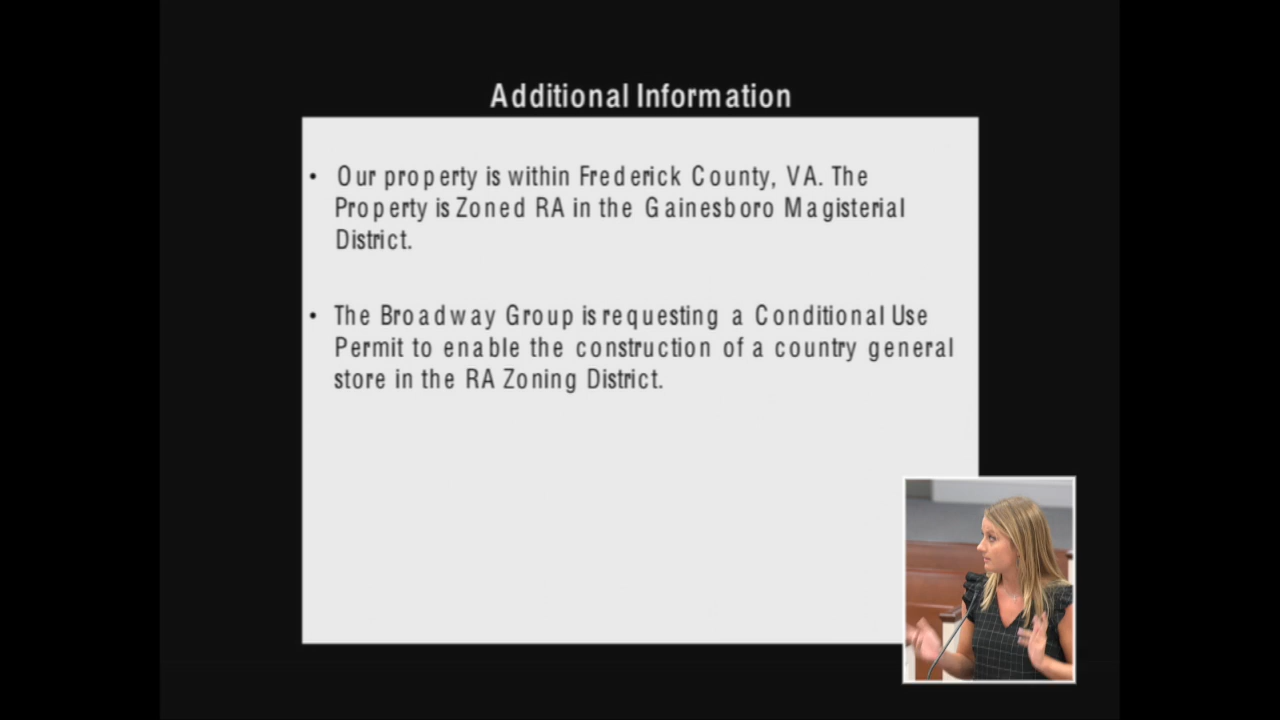 Additional Information
• Our property is within Frederick County, VA. The
Property is Zoned RA in the Gainesboro Magisterial
District.
• The Broadway Group is requesting a Conditional Use
Permit to enable the construction of a country general
store in the RA Zoning District.